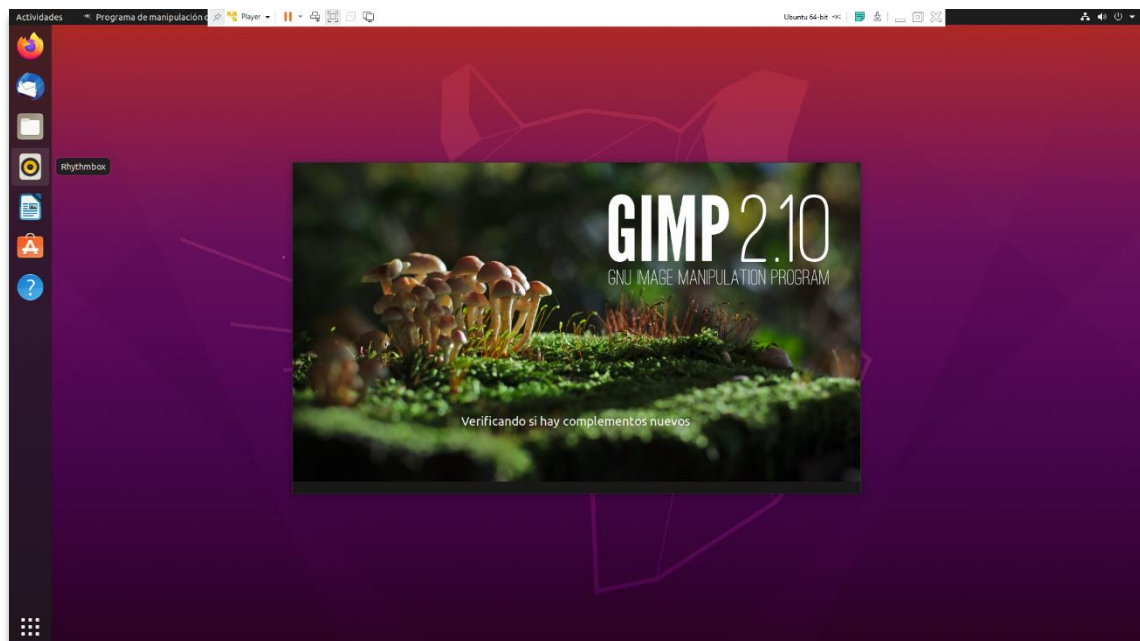 Actividades
Programa de manipulación
Player
Ubuntu 64-bit
Rhythmbox
GIMP 2.10
GNU IMAGE MANIPULATION PROGRAM
Verificando si hay complementos nuevos